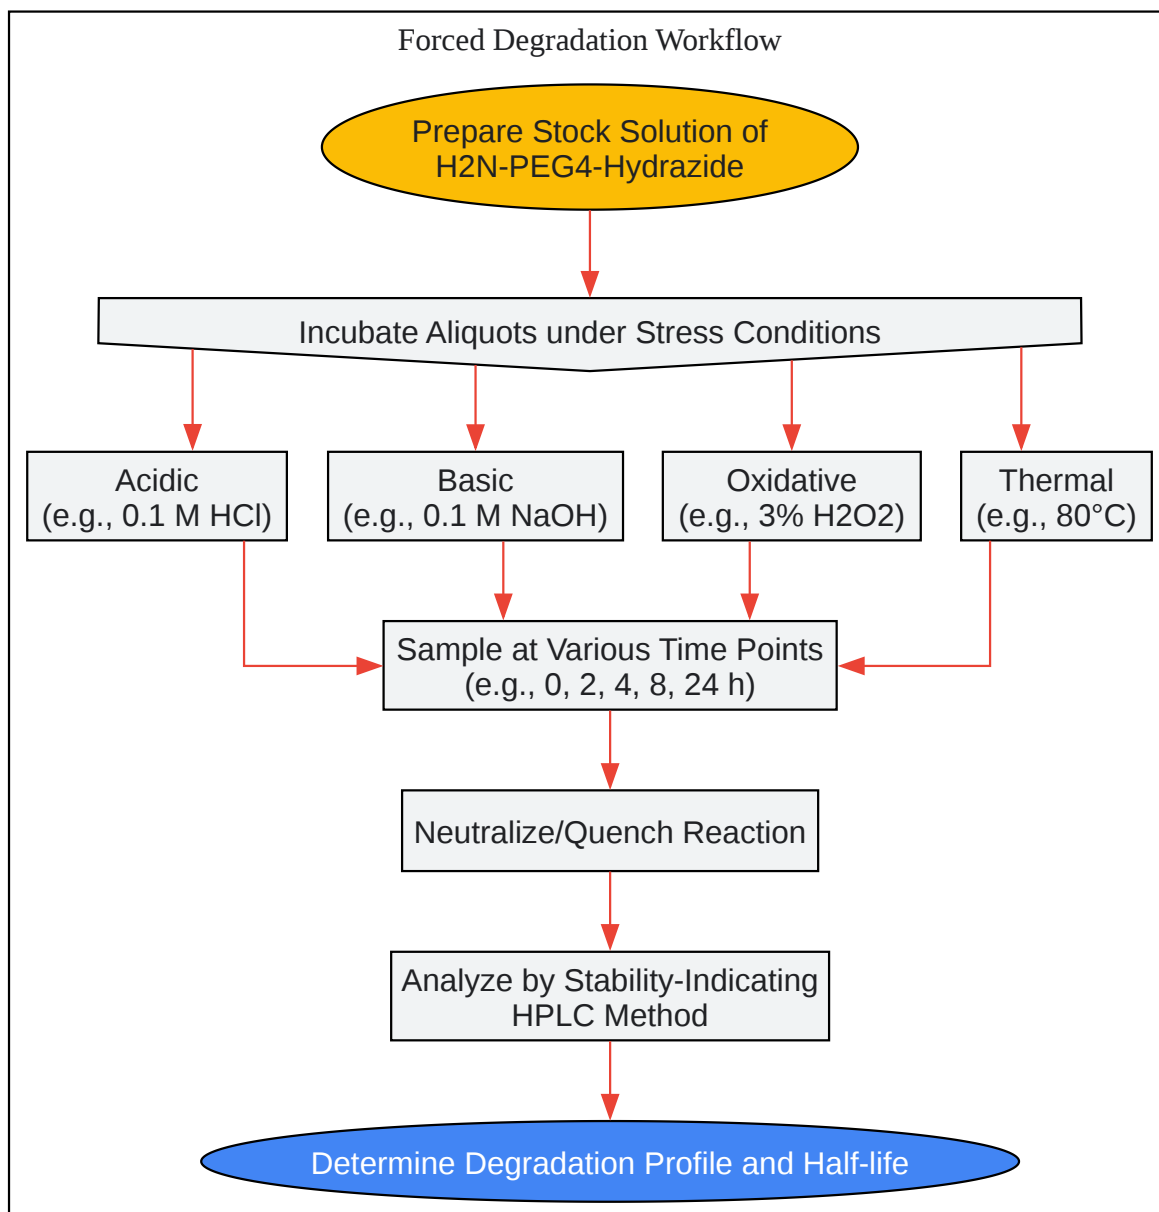 Forced Degradation Workflow
Prepare Stock Solution of
H2N-PEG4-Hydrazide
Incubate Aliquots under Stress Conditions
Acidic
(e.g., 0.1 M HCl)
Basic
(e.g., 0.1 M NaOH)
Oxidative
(e.g., 3% H2O2)
Thermal
(e.g., 80°C)
Sample at Various Time Points
(e.g., 0, 2, 4, 8, 24 h)
Neutralize/Quench Reaction
Analyze by Stability-Indicating
HPLC Method
Determine Degradation Profile and Half-life